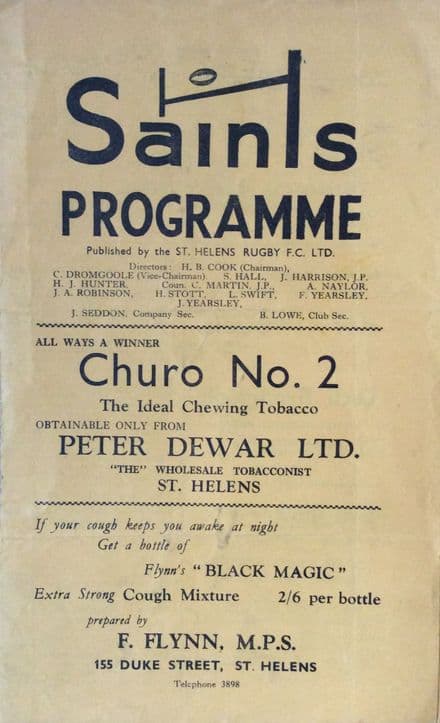 Saints
PROGRAMME
Published by the ST. HELENS RUGBY F.C. LTD.
Directors: H. B. COOK (Chairman),
C. DROMGOOLE (Vice-Chairman). S. HALL, J. HARRISON, J.P.
H. J. HUNTER, Coun. C. MARTIN, J.P., A. NAYLOR,
J. A. ROBINSON, H. STOTT, L. SWIFT, F. YEARSLEY,
J. YEARSLEY,
J. SEDDON, Company Sec. B. LOWE, Club Sec.
ALL WAYS A WINNER
Churo No. 2
The Ideal Chewing Tobacco
OBTAINABLE ONLY FROM
PETER DEWAR LTD.
"THE" WHOLESALE TOBACCONIST
ST. HELENS
If your cough keeps you awake at night
Get a bottle of
Flynn's "BLACK MAGIC"
Extra Strong Cough Mixture 2/6 per bottle
prepared by
F. FLYNN, M.P.S.
155 DUKE STREET, ST. HELENS
Telephone 3898